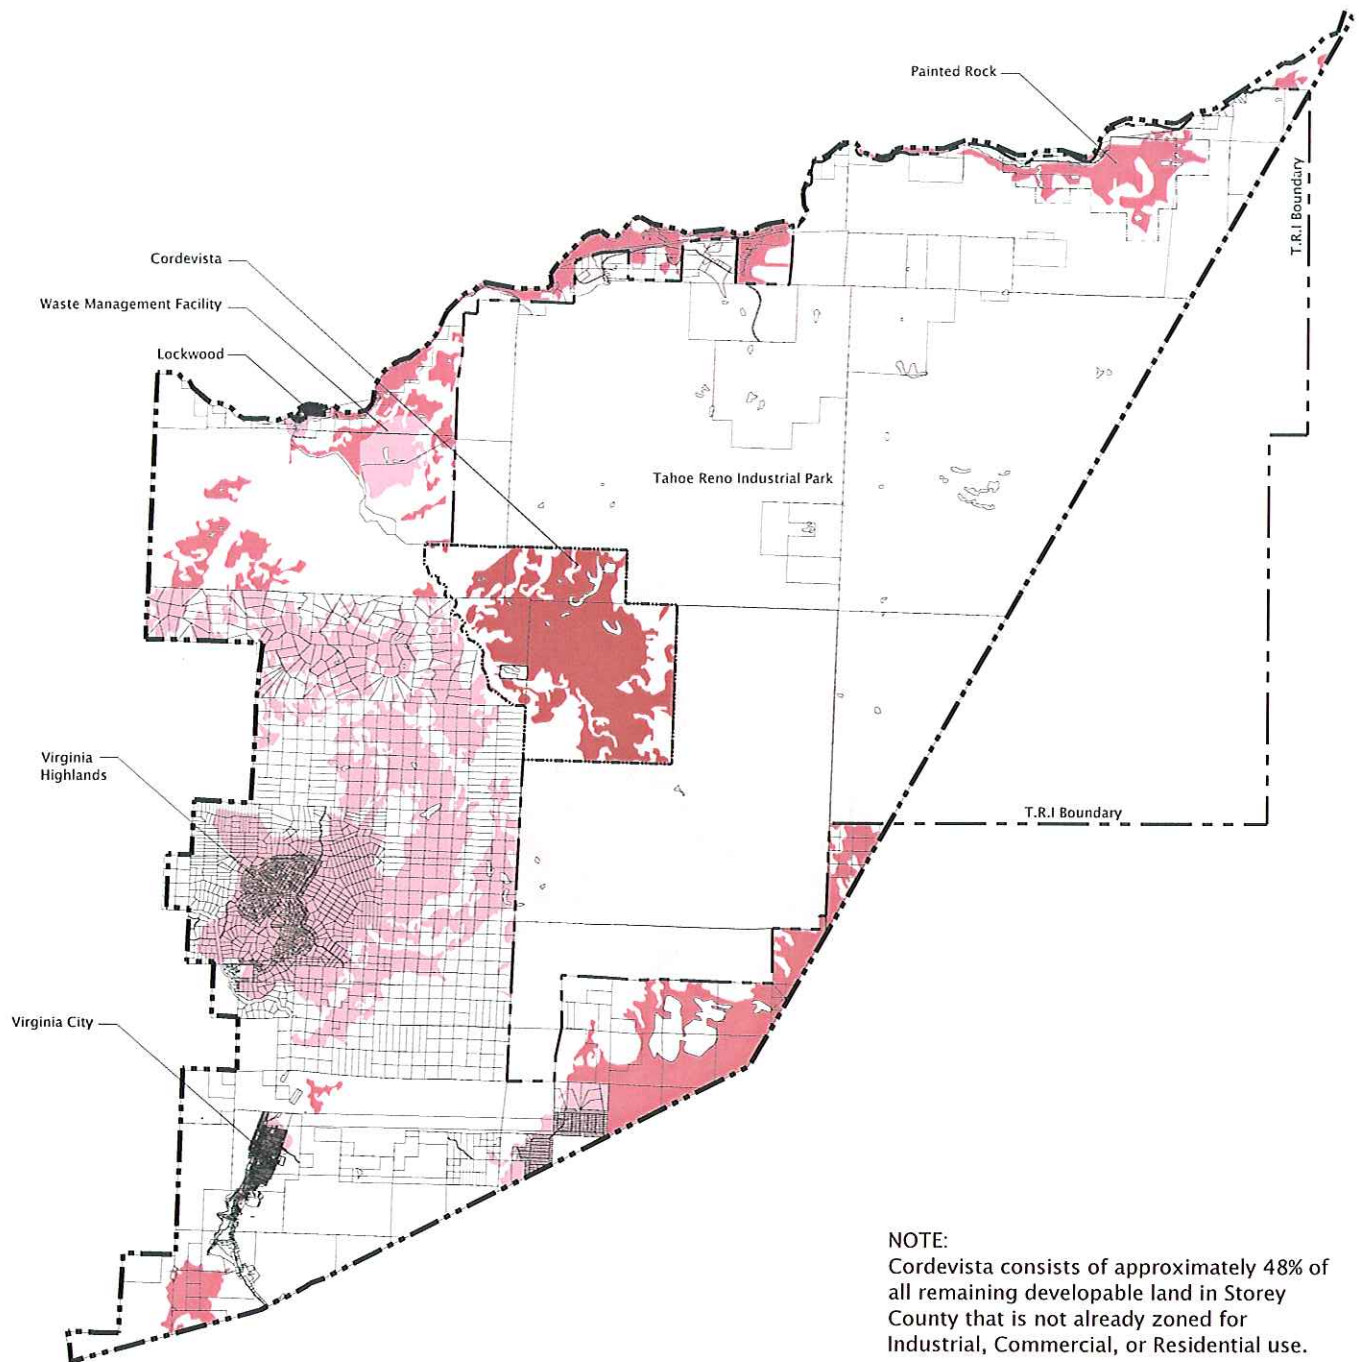 Painted Rock
T.R.I Boundary
Cordevista
Waste Management Facility
Lockwood
Tahoe Reno Industrial Park
Virginia
Highlands
T.R.I Boundary
Virginia City
NOTE:
Cordevista consists of approximately 48% of
all remaining developable land in Storey
County that is not already zoned for
Industrial, Commercial, or Residential use.